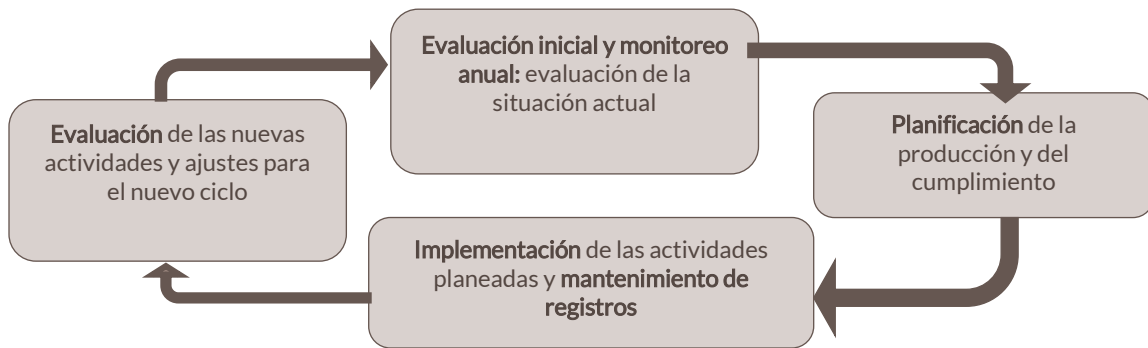 Evaluación inicial y monitoreo
anual: evaluación de la
situación actual
Planificación de la
producción y del
cumplimiento
Implementación de las actividades
planeadas y mantenimiento de
registros
Evaluación de las nuevas
actividades y ajustes para
el nuevo ciclo